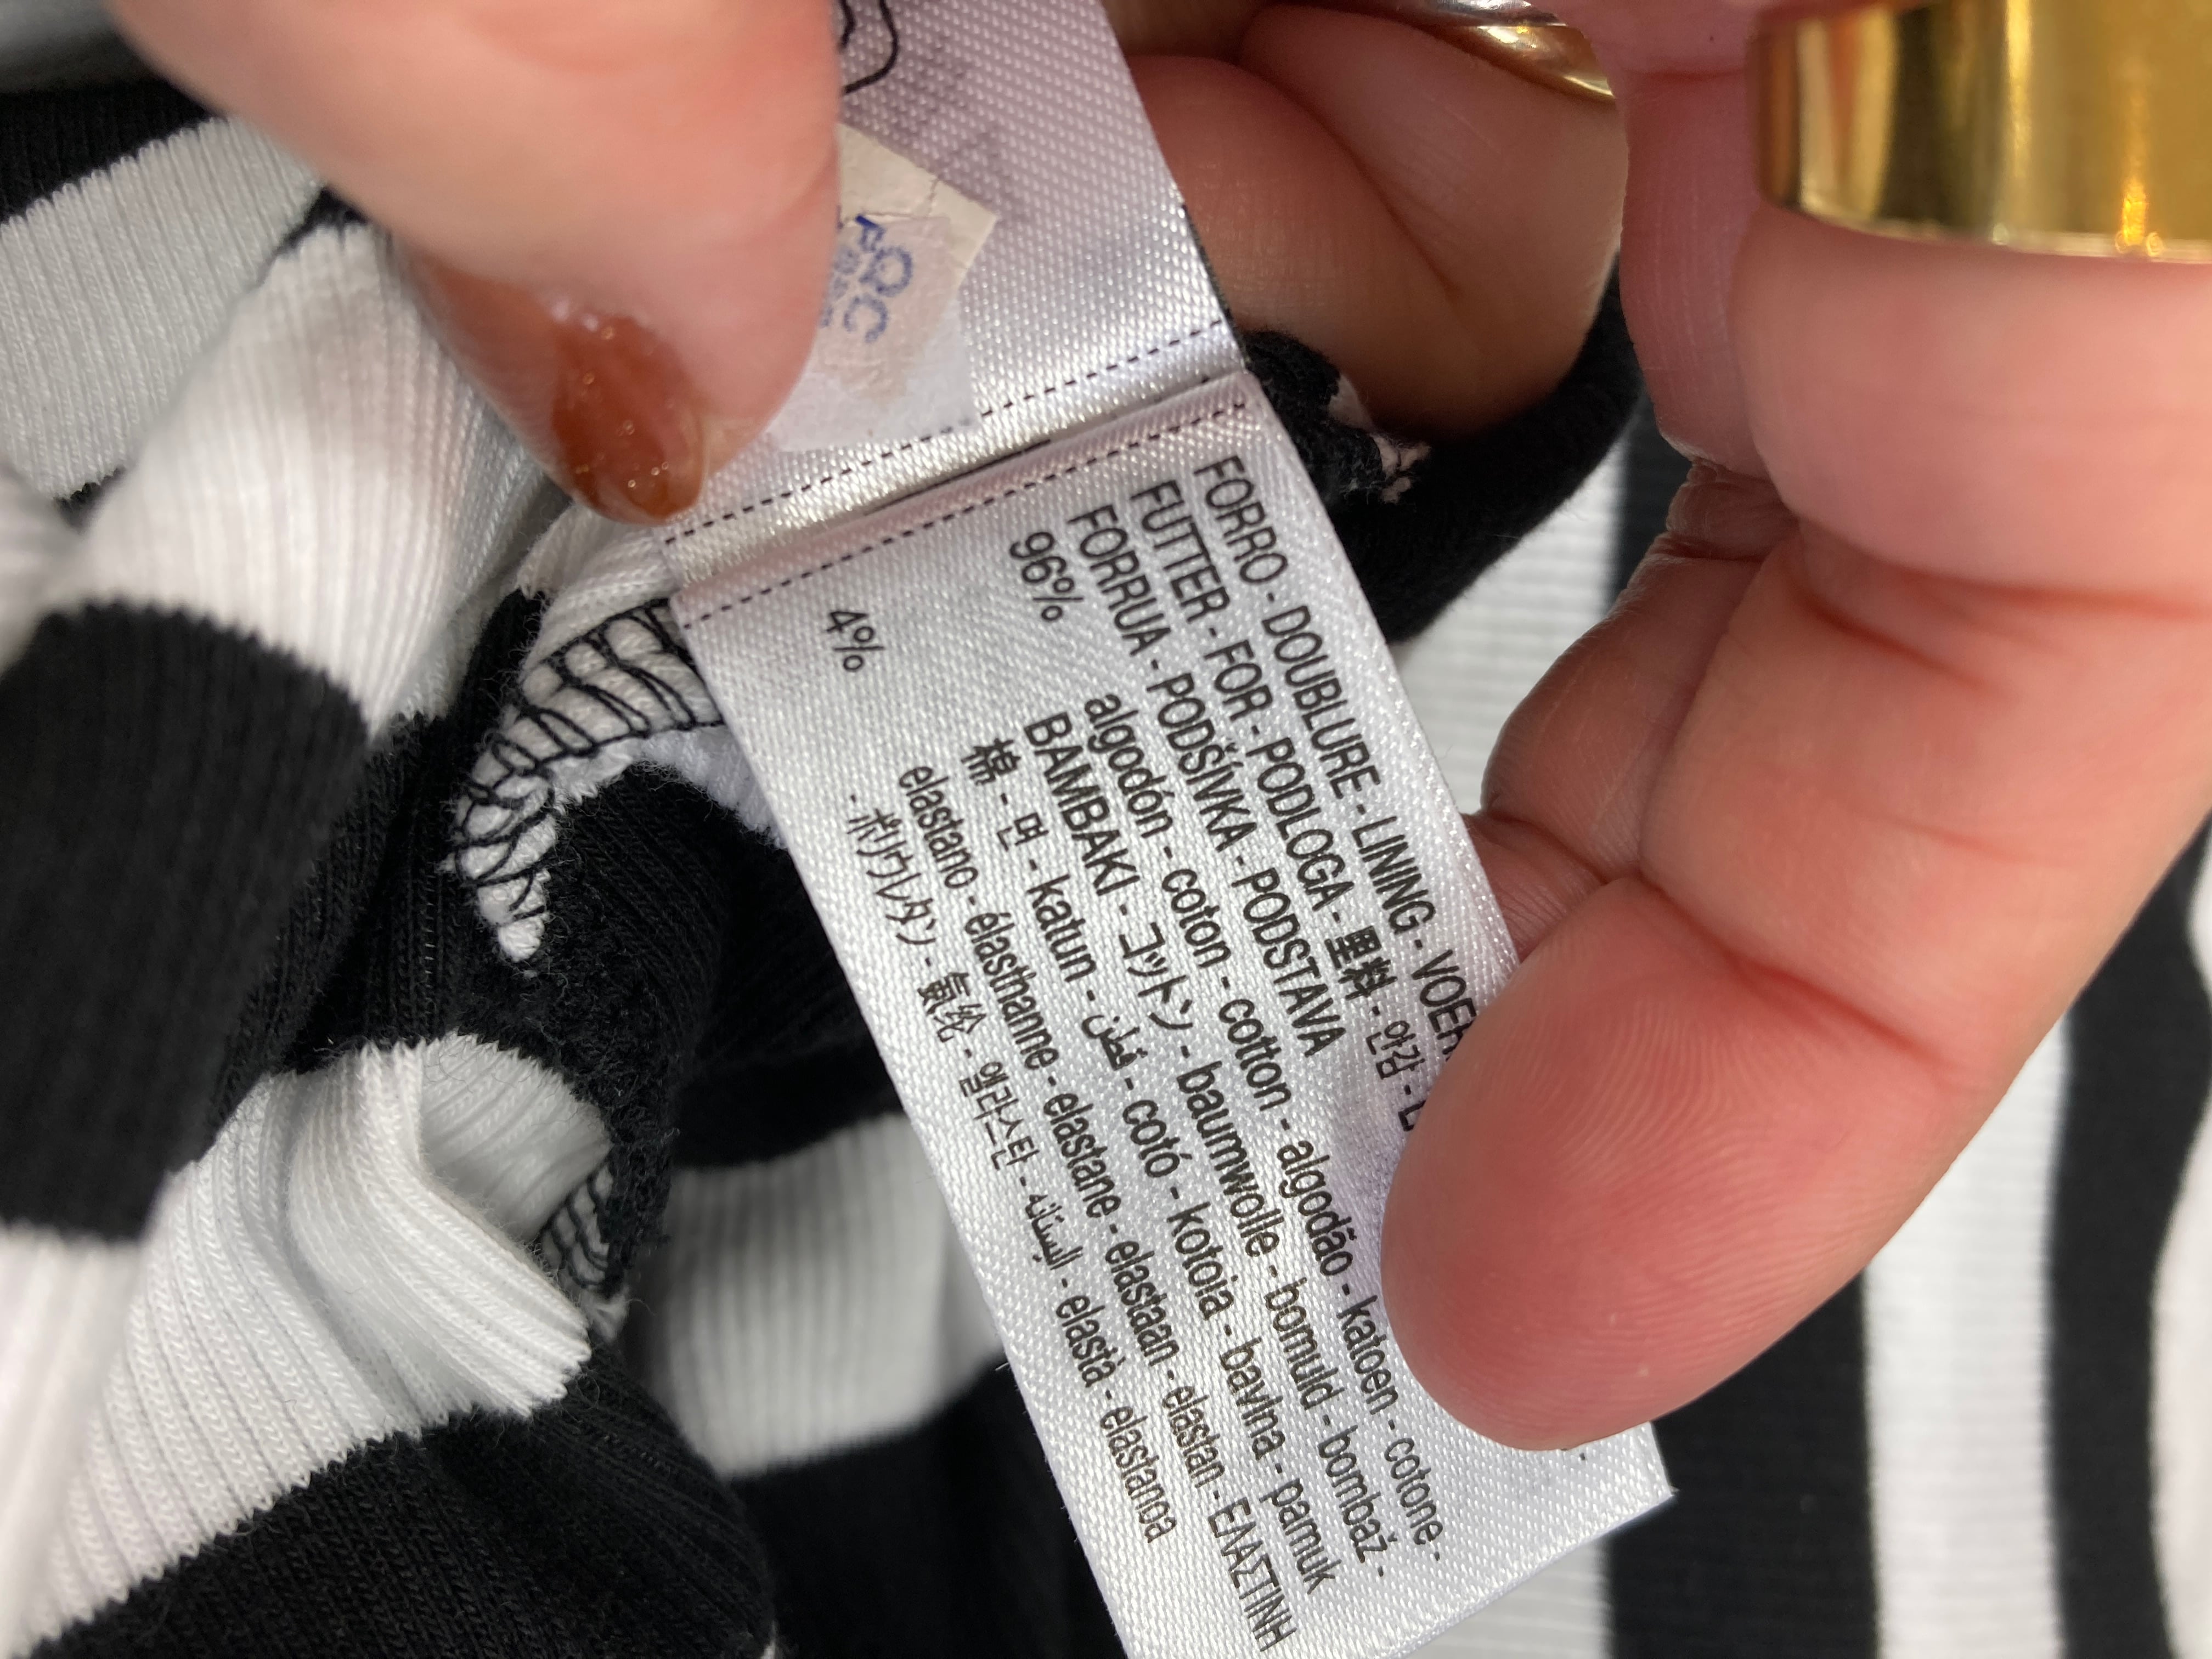 FQC
FORRO - DOUBLURE - LINING - VOER
FUTTER - FOR - PODLOGA - 里料 - 안감 -
FORRUA - PODŠÍVKA - PODSTAVA
96% algodón - coton - cotton - algodão - katoen - cotone -
BAMBAKI - コットン - baumwolle - bomuld - bombaž -
棉 - 면 - katun - قطن - cotó - kotoia - bavlna - pamuk
4% elastano - élasthanne - elastane - elastaan - elastan - ΕΛΑΣΤΙΝΗ
- ポリウレタン - 氨纶 - 엘라스탄 - اليستان - elastà - elastanoa